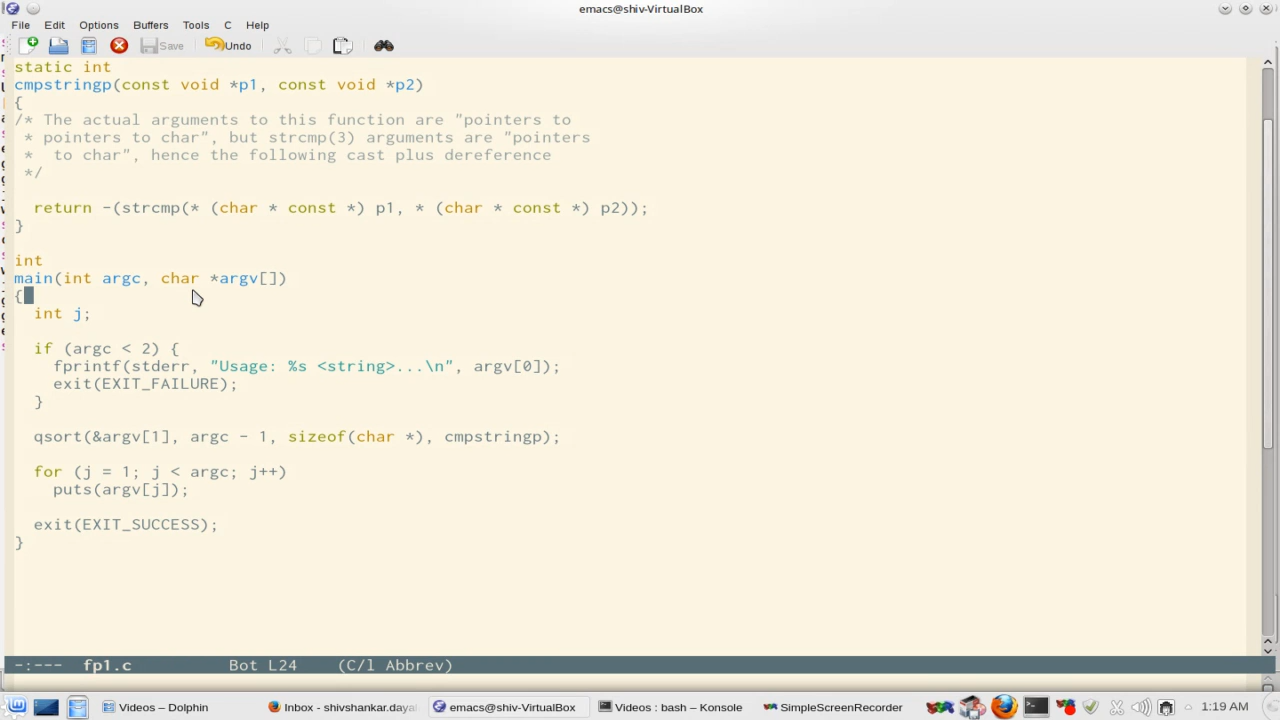 emacs@shiv-VirtualBox
File Edit Options Buffers Tools C Help
Save Undo
static int
cmpstringp(const void *p1, const void *p2)
{
/* The actual arguments to this function are "pointers to
 * pointers to char", but strcmp(3) arguments are "pointers
 *  to char", hence the following cast plus dereference
 */
  return -(strcmp(* (char * const *) p1, * (char * const *) p2));
}
int
main(int argc, char *argv[])
{
  int j;
  if (argc < 2) {
    fprintf(stderr, "Usage: %s <string>...\n", argv[0]);
    exit(EXIT_FAILURE);
  }
  qsort(&argv[1], argc - 1, sizeof(char *), cmpstringp);
  for (j = 1; j < argc; j++)
    puts(argv[j]);
  exit(EXIT_SUCCESS);
}
-:--- fp1.c Bot L24 (C/l Abbrev)
Videos – Dolphin Inbox - shivshankar.dayal emacs@shiv-VirtualBox Videos : bash – Konsole SimpleScreenRecorder 1:19 AM